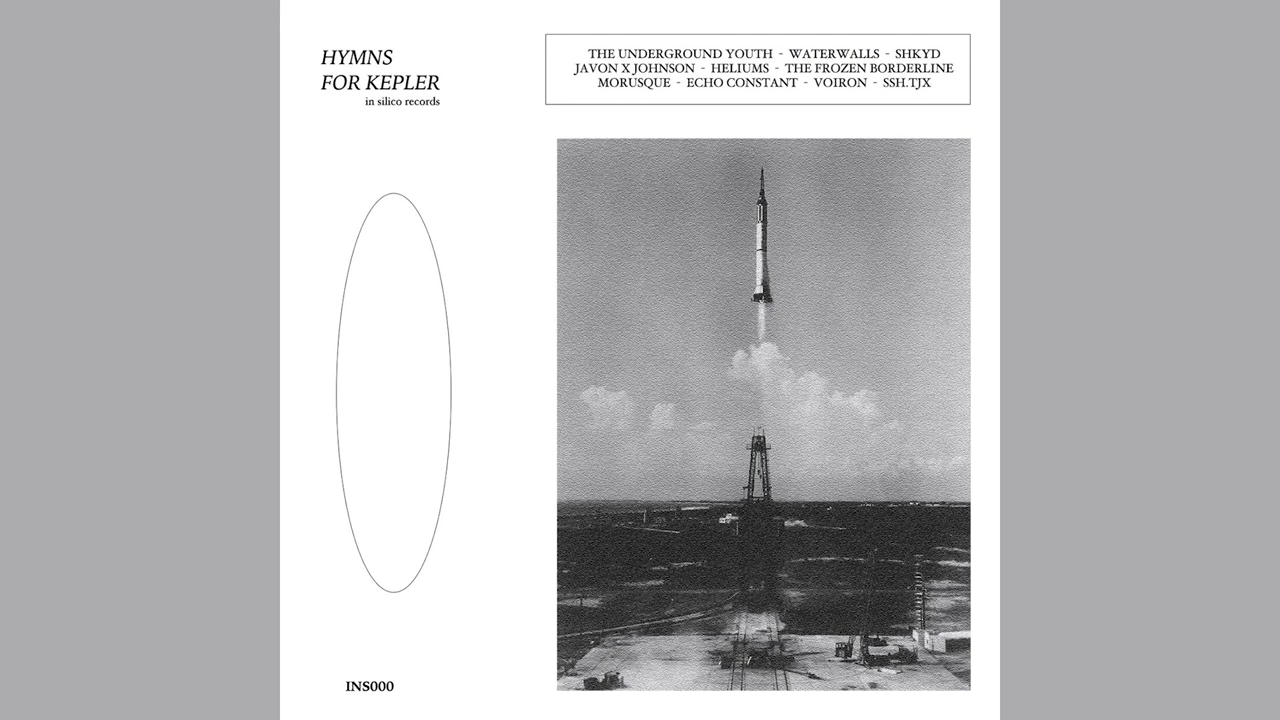 HYMNS
FOR KEPLER
in silico records
THE UNDERGROUND YOUTH - WATERWALLS - SHKYD
JAVON X JOHNSON - HELIUMS - THE FROZEN BORDERLINE
MORUSQUE - ECHO CONSTANT - VOIRON - SSH.TJX
INS000